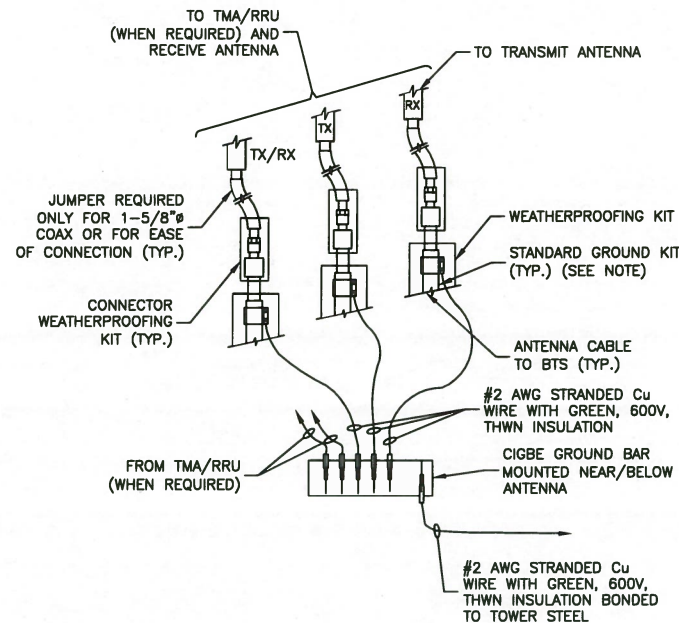 TO TMA/RRU
(WHEN REQUIRED) AND
RECEIVE ANTENNA
TO TRANSMIT ANTENNA
TX/RX
TX
RX
JUMPER REQUIRED
ONLY FOR 1-5/8"ø
COAX OR FOR EASE
OF CONNECTION (TYP.)
WEATHERPROOFING KIT
STANDARD GROUND KIT
(TYP.) (SEE NOTE)
CONNECTOR
WEATHERPROOFING
KIT (TYP.)
ANTENNA CABLE
TO BTS (TYP.)
#2 AWG STRANDED Cu
WIRE WITH GREEN, 600V,
THWN INSULATION
FROM TMA/RRU
(WHEN REQUIRED)
CIGBE GROUND BAR
MOUNTED NEAR/BELOW
ANTENNA
#2 AWG STRANDED Cu
WIRE WITH GREEN, 600V,
THWN INSULATION BONDED
TO TOWER STEEL